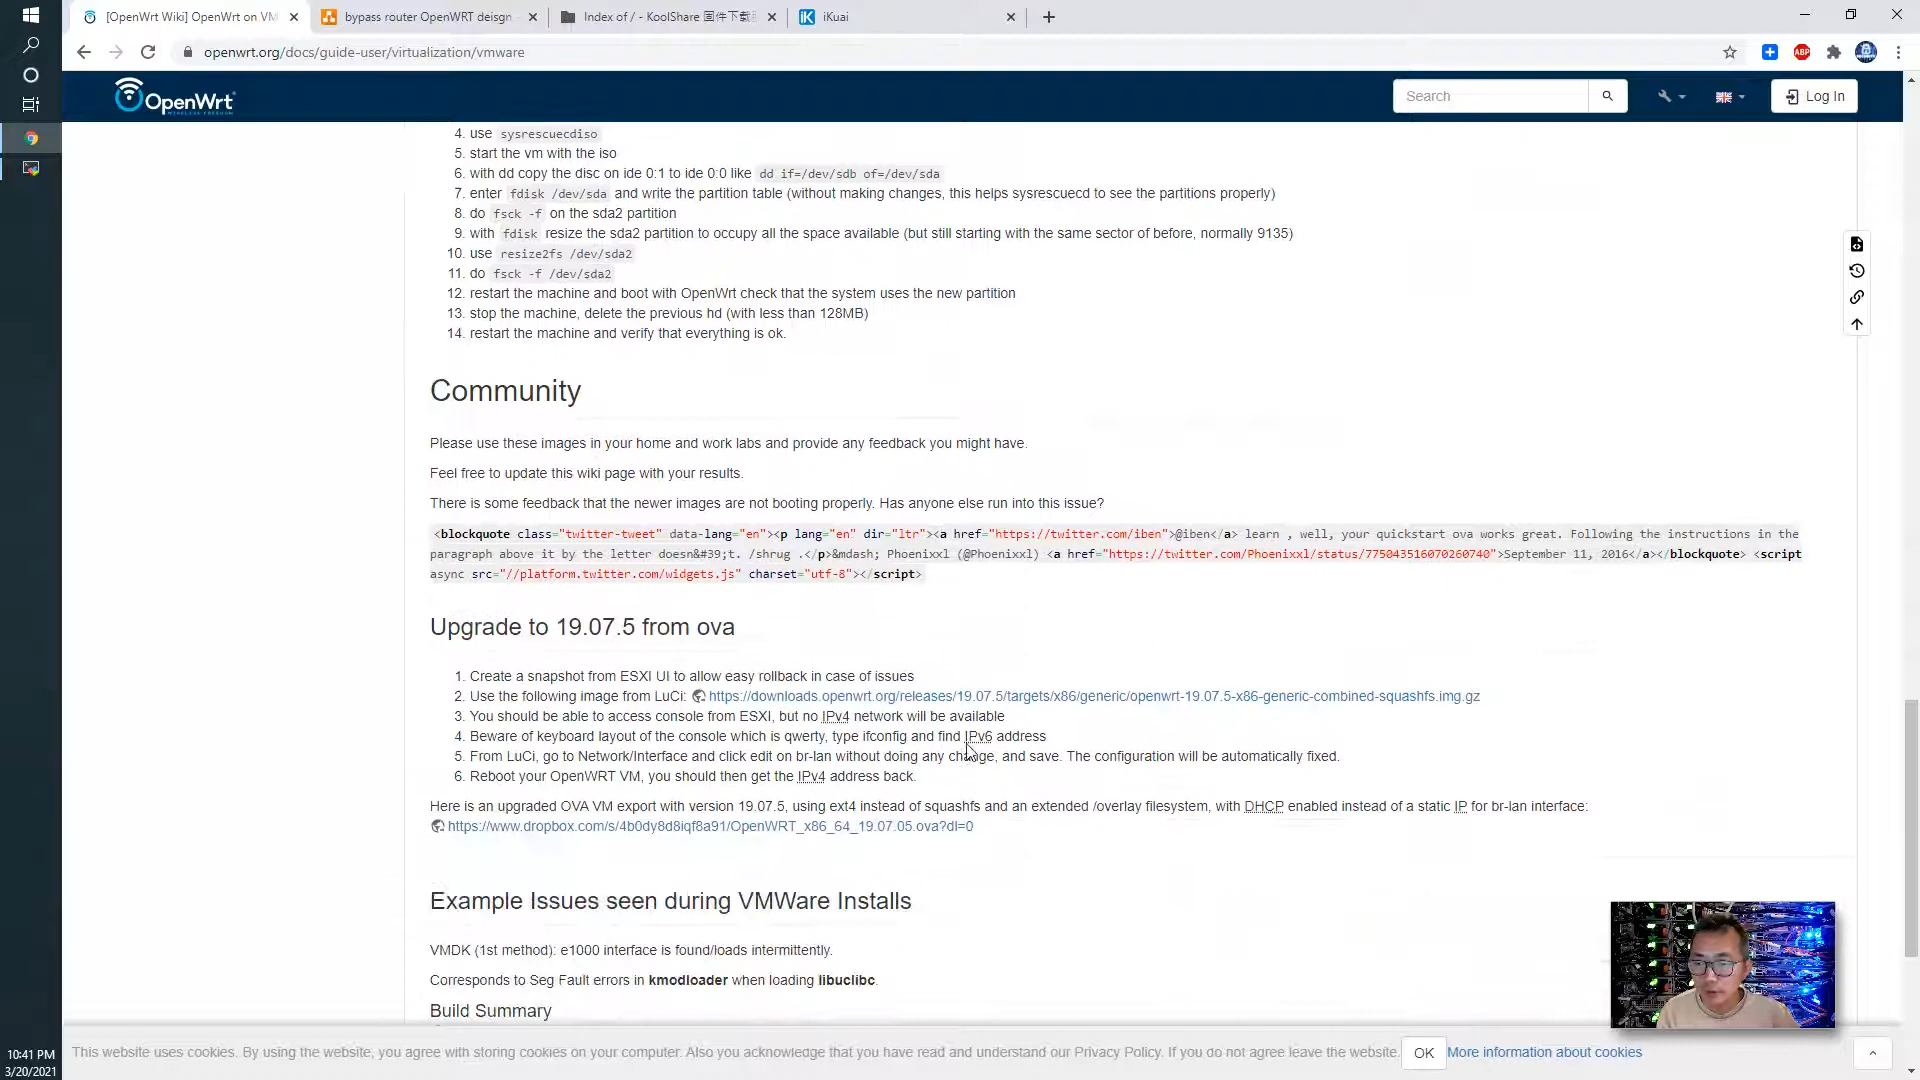 [OpenWrt Wiki] OpenWrt on VM
bypass router OpenWRT deisgn
Index of / - KoolShare 固件下载
iKuai
openwrt.org/docs/guide-user/virtualization/vmware
ABP
OpenWrt
WIRELESS FREEDOM
Search
Log In
4. use sysrescuecdiso
5. start the vm with the iso
6. with dd copy the disc on ide 0:1 to ide 0:0 like dd if=/dev/sdb of=/dev/sda
7. enter fdisk /dev/sda and write the partition table (without making changes, this helps sysrescuecd to see the partitions properly)
8. do fsck -f on the sda2 partition
9. with fdisk resize the sda2 partition to occupy all the space available (but still starting with the same sector of before, normally 9135)
10. use resize2fs /dev/sda2
11. do fsck -f /dev/sda2
12. restart the machine and boot with OpenWrt check that the system uses the new partition
13. stop the machine, delete the previous hd (with less than 128MB)
14. restart the machine and verify that everything is ok.
Community
Please use these images in your home and work labs and provide any feedback you might have.
Feel free to update this wiki page with your results.
There is some feedback that the newer images are not booting properly. Has anyone else run into this issue?
<blockquote class="twitter-tweet" data-lang="en"><p lang="en" dir="ltr"><a href="https://twitter.com/iben">@iben</a> learn , well, your quickstart ova works great. Following the instructions in the
paragraph above it by the letter doesn&#39;t. /shrug .</p>&mdash; Phoenixxl (@Phoenixxl) <a href="https://twitter.com/Phoenixxl/status/775043516070260740">September 11, 2016</a></blockquote> <script
async src="//platform.twitter.com/widgets.js" charset="utf-8"></script>
Upgrade to 19.07.5 from ova
1. Create a snapshot from ESXI UI to allow easy rollback in case of issues
2. Use the following image from LuCi: https://downloads.openwrt.org/releases/19.07.5/targets/x86/generic/openwrt-19.07.5-x86-generic-combined-squashfs.img.gz
3. You should be able to access console from ESXI, but no IPv4 network will be available
4. Beware of keyboard layout of the console which is qwerty, type ifconfig and find IPv6 address
5. From LuCi, go to Network/Interface and click edit on br-lan without doing any change, and save. The configuration will be automatically fixed.
6. Reboot your OpenWRT VM, you should then get the IPv4 address back.
Here is an upgraded OVA VM export with version 19.07.5, using ext4 instead of squashfs and an extended /overlay filesystem, with DHCP enabled instead of a static IP for br-lan interface:
https://www.dropbox.com/s/4b0dy8d8iqf8a91/OpenWRT_x86_64_19.07.05.ova?dl=0
Example Issues seen during VMWare Installs
VMDK (1st method): e1000 interface is found/loads intermittently.
Corresponds to Seg Fault errors in kmodloader when loading libuclibc.
Build Summary
This website uses cookies. By using the website, you agree with storing cookies on your computer. Also you acknowledge that you have read and understand our Privacy Policy. If you do not agree leave the website.
OK
More information about cookies
10:41 PM
3/20/2021